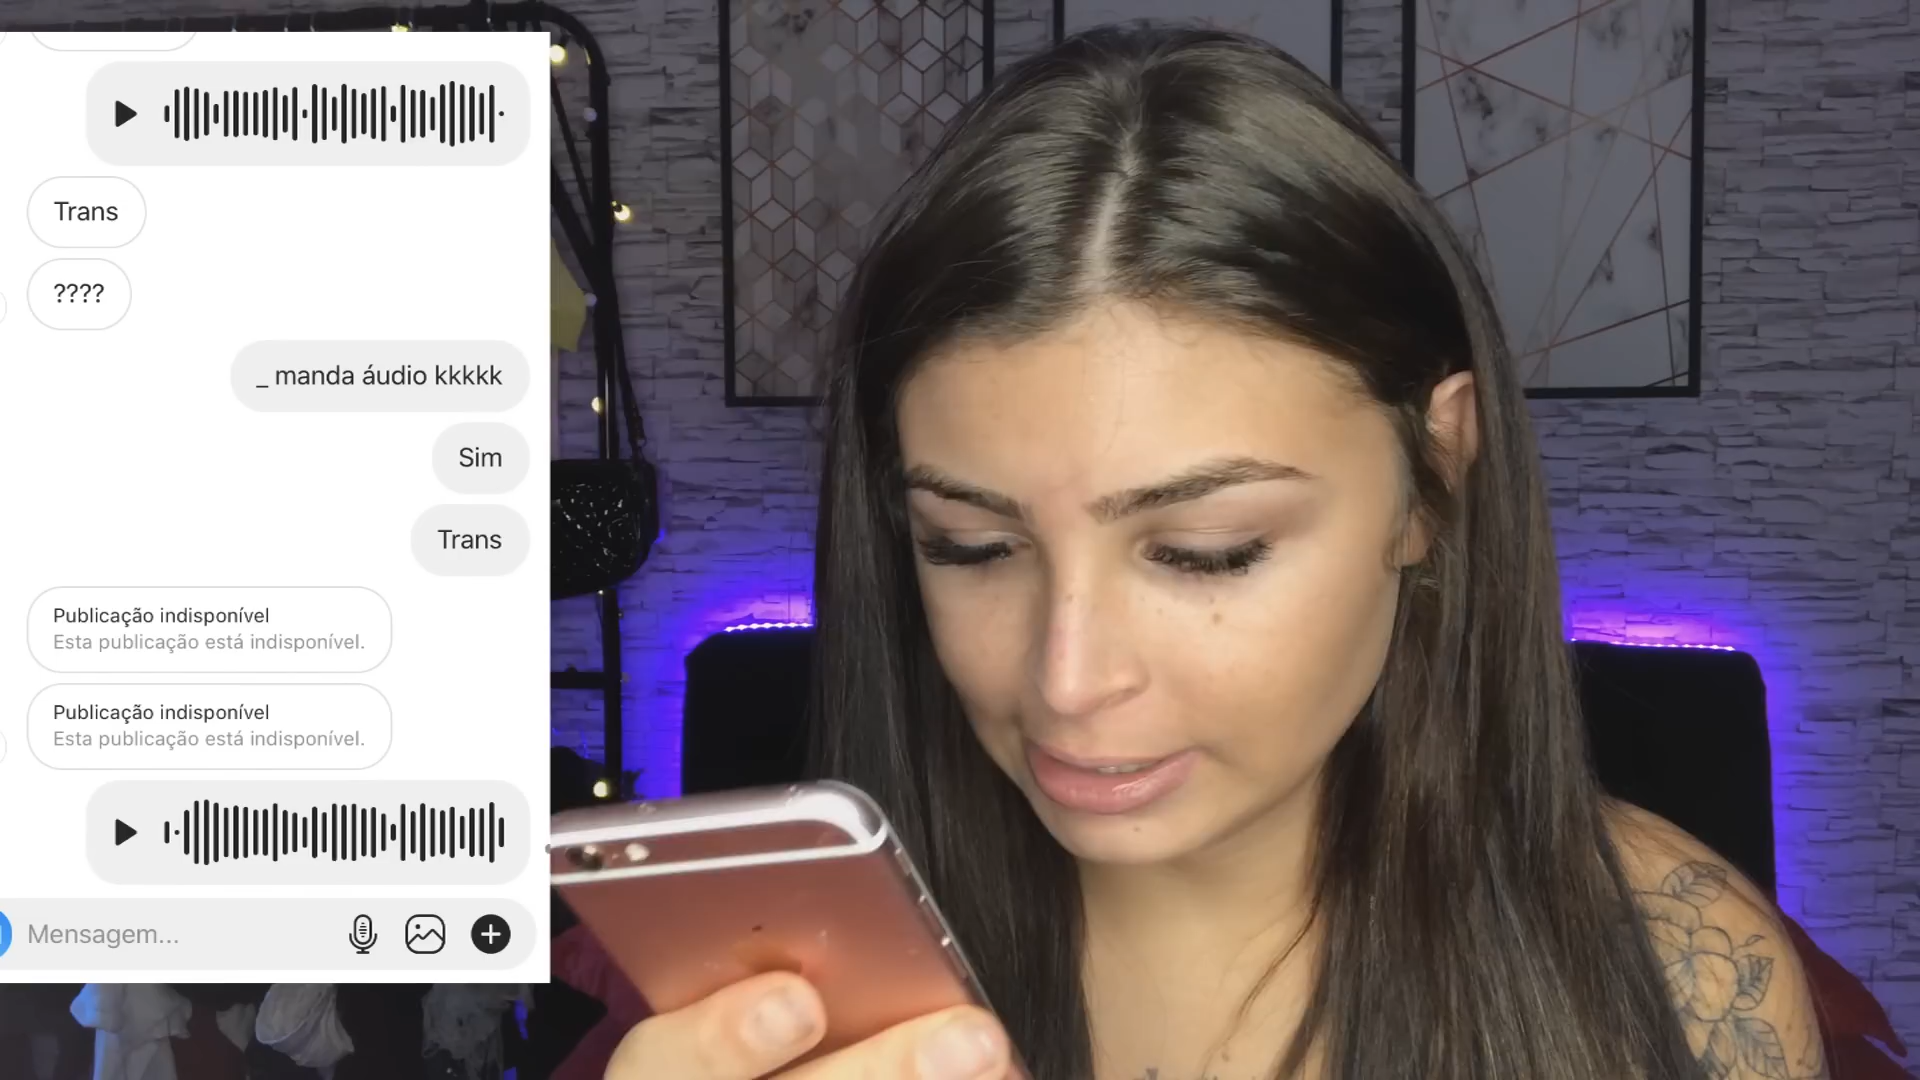 Trans
????
_ manda áudio kkkkk
Sim
Trans
Publicação indisponível
Esta publicação está indisponível.
Publicação indisponível
Esta publicação está indisponível.
Mensagem...